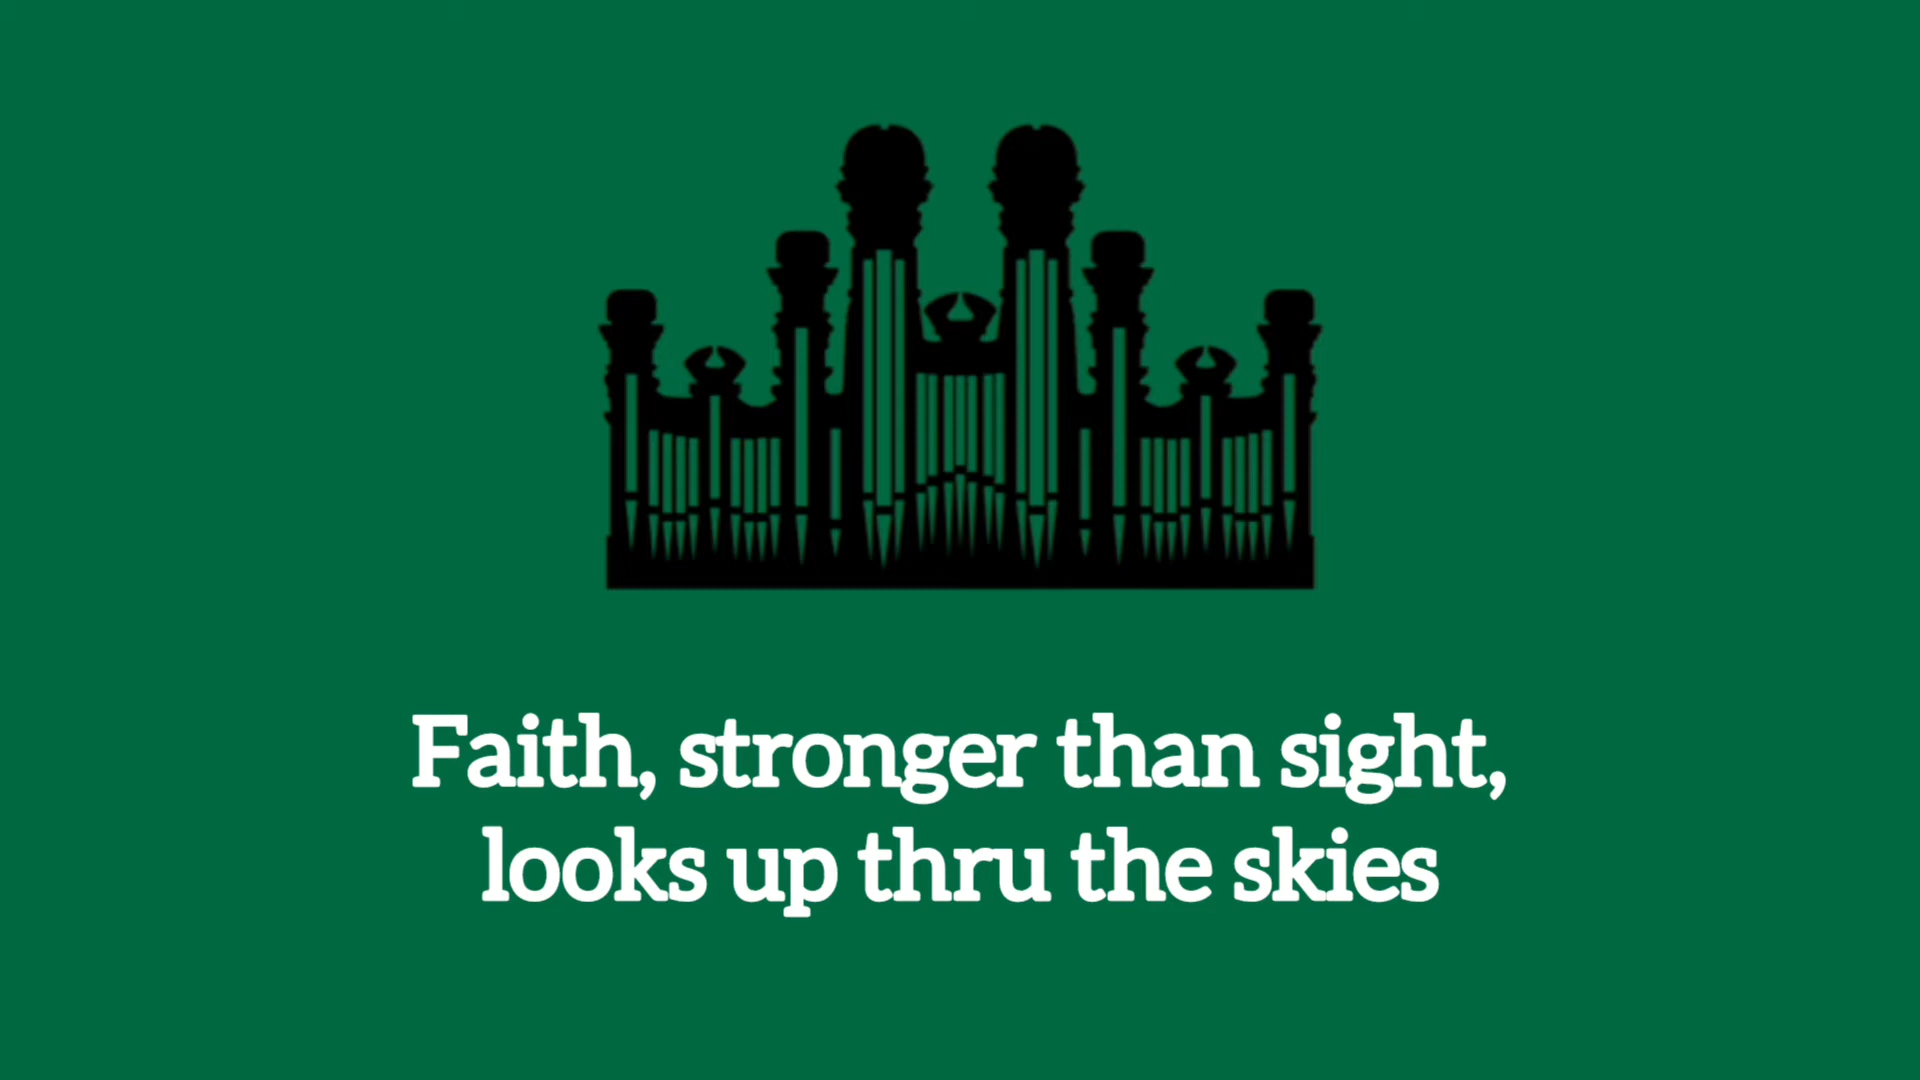 Faith, stronger than sight,
looks up thru the skies